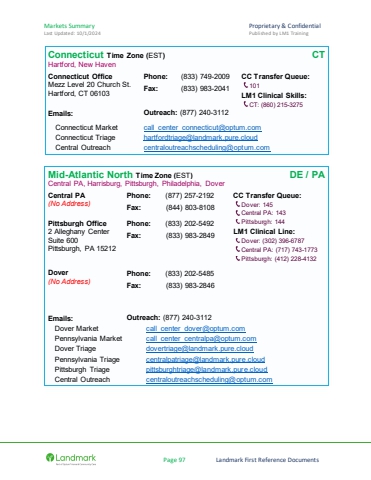 Markets Summary
Proprietary & Confidential
Last Updated: 10/3/2024
Published by LM1 Training
Connecticut Time Zone (EST) CT
Hartford, New Haven
Connecticut Office
Mezz Level 20 Church St.
Hartford, CT 06103
Phone: (833) 749-2009
Fax: (833) 983-2041
CC Transfer Queue:
101
LM1 Clinical Skills:
CT: (860) 215-3275
Emails:
Outreach: (877) 240-3112
Connecticut Market call_center_connecticut@optum.com
Connecticut Triage hartfordtriage@landmark.pure.cloud
Central Outreach centraloutreachscheduling@optum.com
Mid-Atlantic North Time Zone (EST) DE / PA
Central PA, Harrisburg, Pittsburgh, Philadelphia, Dover
Central PA
(No Address)
Phone: (877) 257-2192
Fax: (844) 803-8108
Pittsburgh Office
2 Alleghany Center
Suite 600
Pittsburgh, PA 15212
Phone: (833) 202-5492
Fax: (833) 983-2849
Dover
(No Address)
Phone: (833) 202-5485
Fax: (833) 983-2846
CC Transfer Queue:
Dover: 145
Central PA: 143
Pittsburgh: 144
LM1 Clinical Line:
Dover: (302) 396-6787
Central PA: (717) 743-1773
Pittsburgh: (412) 228-4132
Emails:
Outreach: (877) 240-3112
Dover Market call_center_dover@optum.com
Pennsylvania Market call_center_centralpa@optum.com
Dover Triage dovertriage@landmark.pure.cloud
Pennsylvania Triage centralpatriage@landmark.pure.cloud
Pittsburgh Triage pittsburghtriage@landmark.pure.cloud
Central Outreach centraloutreachscheduling@optum.com
Landmark
Page 97
Landmark First Reference Documents